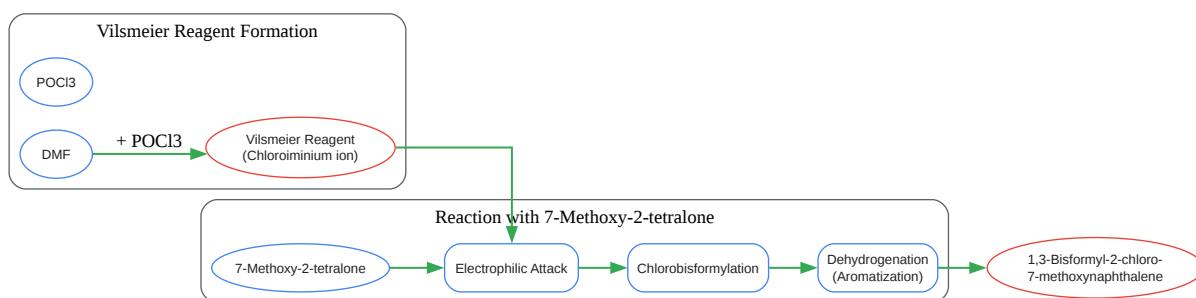 Vilsmeier Reagent Formation
POCl3
DMF
+ POCl3
Vilsmeier Reagent
(Chloroiminium ion)
Reaction with 7-Methoxy-2-tetralone
7-Methoxy-2-tetralone
Electrophilic Attack
Chlorobisformylation
Dehydrogenation
(Aromatization)
1,3-Bisformyl-2-chloro-
7-methoxynaphthalene